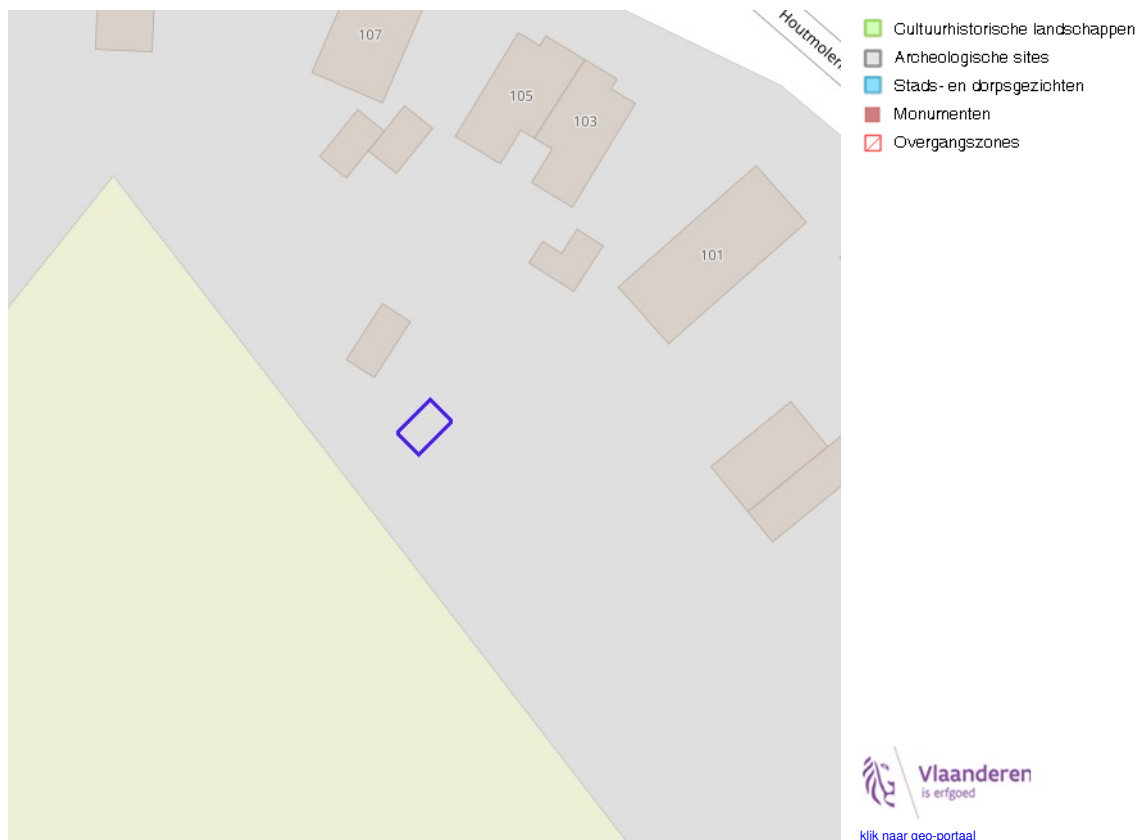 107
105
103
101
Cultuurhistorische landschappen
Archeologische sites
Stads- en dorpsgezichten
Monumenten
Overgangszones
Vlaanderen
is erfgoed
klik naar geo-portaal